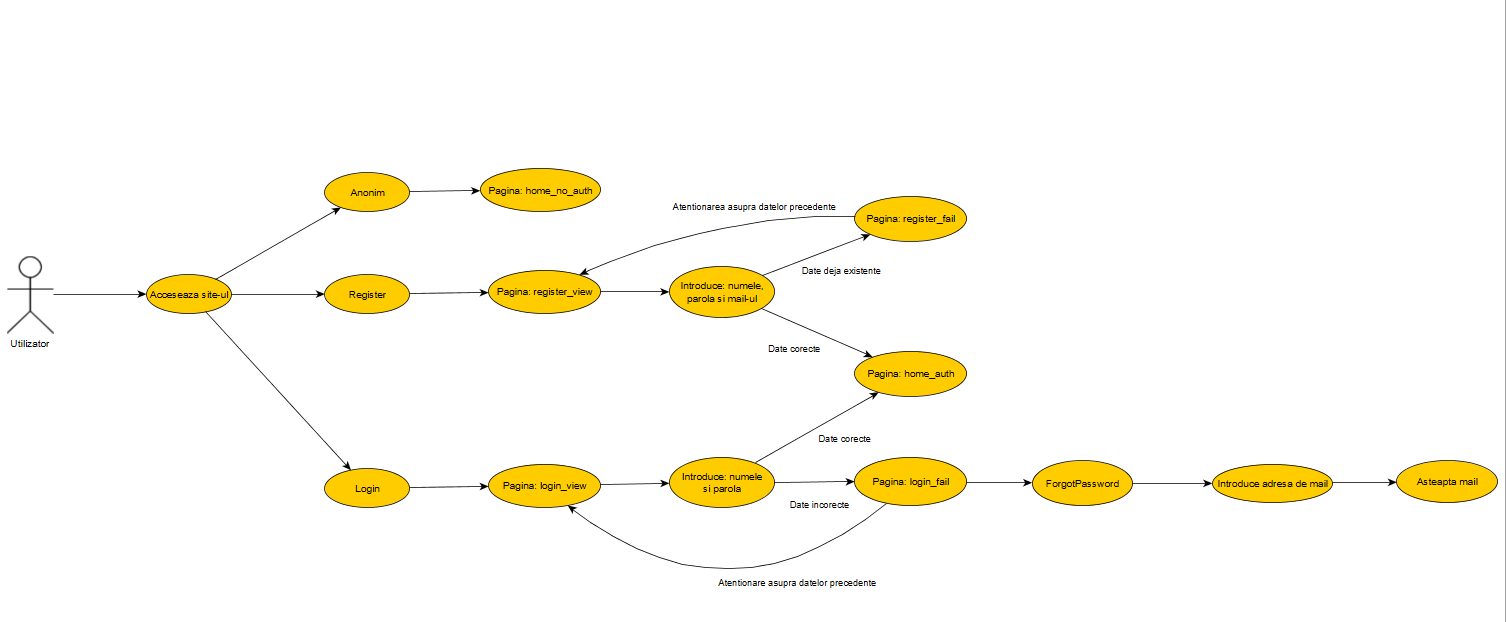 Utilizator
Acceseaza site-ul
Anonim
Pagina: home_no_auth
Register
Pagina: register_view
Introduce: numele,
parola si mail-ul
Atentionarea asupra datelor precedente
Pagina: register_fail
Date deja existente
Date corecte
Pagina: home_auth
Date corecte
Login
Pagina: login_view
Introduce: numele
si parola
Date incorecte
Pagina: login_fail
Atentionare asupra datelor precedente
ForgotPassword
Introduce adresa de mail
Asteapta mail